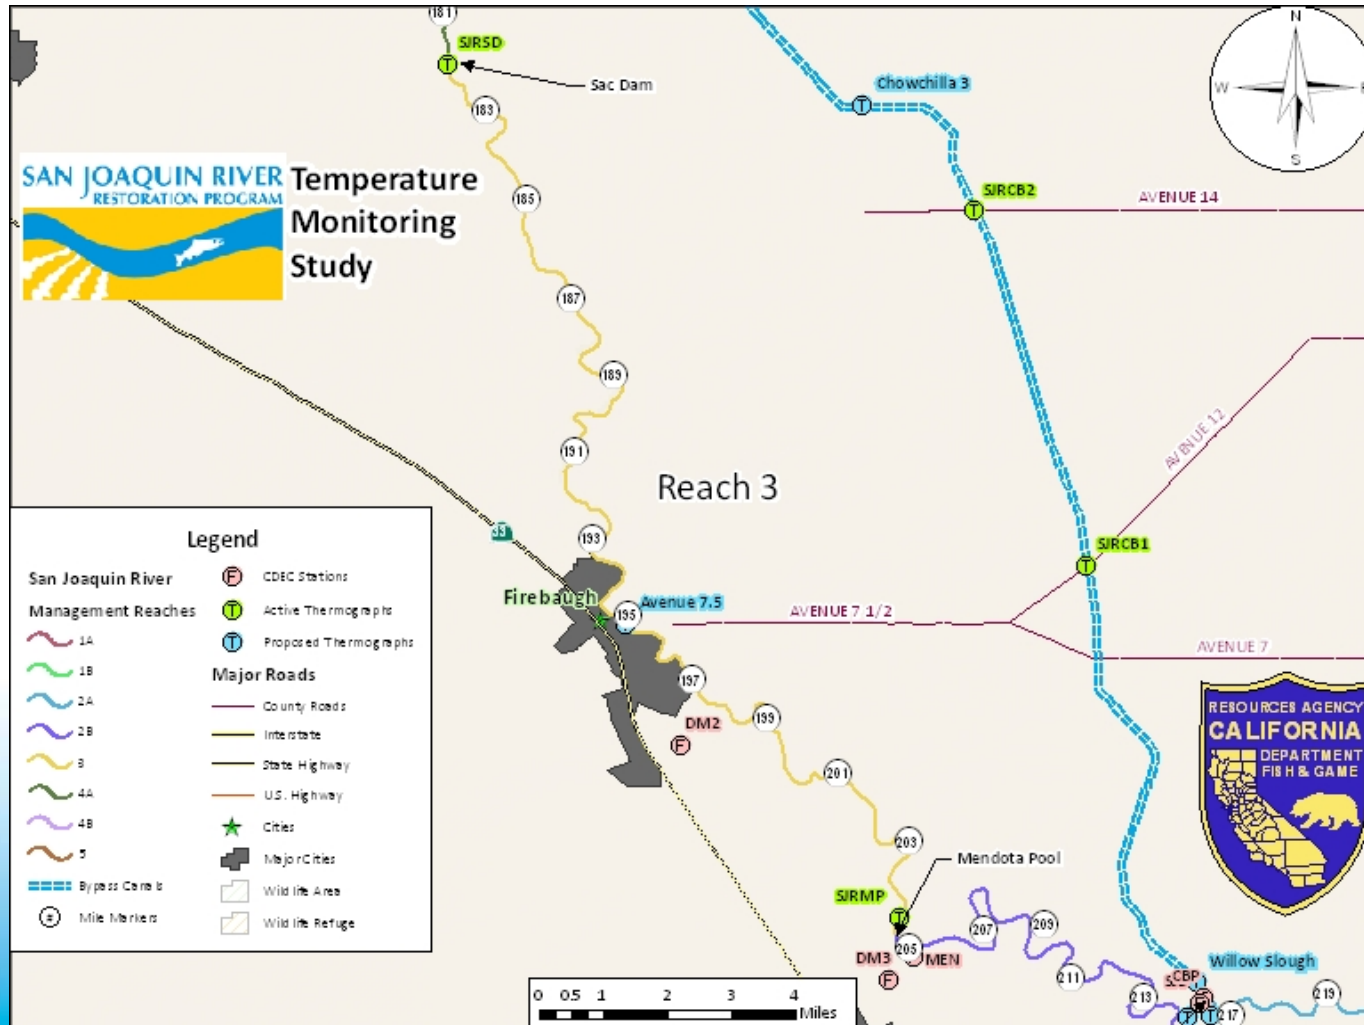 181
SJRSD
Sac Dam
183
Chowchilla 3
N
W
S
SAN JOAQUIN RIVER
RESTORATION PROGRAM
Temperature
Monitoring
Study
185
SJRCB2
AVENUE 14
187
189
191
AVENUE 12
Reach 3
33
193
SJRCB1
Firebaugh
195
Avenue 7.5
AVENUE 7 1/2
AVENUE 7
197
199
DM2
201
203
Mendota Pool
SJRMP
205
DM3
MEN
207
209
211
213
CBP
Willow Slough
217
219
RESOURCES AGENCY
CALIFORNIA
DEPARTMENT
FISH & GAME
Legend
San Joaquin River
Management Reaches
1A
1B
2A
2B
3
4A
4B
5
Bypass Canals
# Mile Markers
F CDEC Stations
T Active Thermographs
T Proposed Thermographs
Major Roads
County Roads
Interstate
State Highway
U.S. Highway
Cities
Major Cities
Wildlife Area
Wildlife Refuge
0 0.5 1 2 3 4
Miles